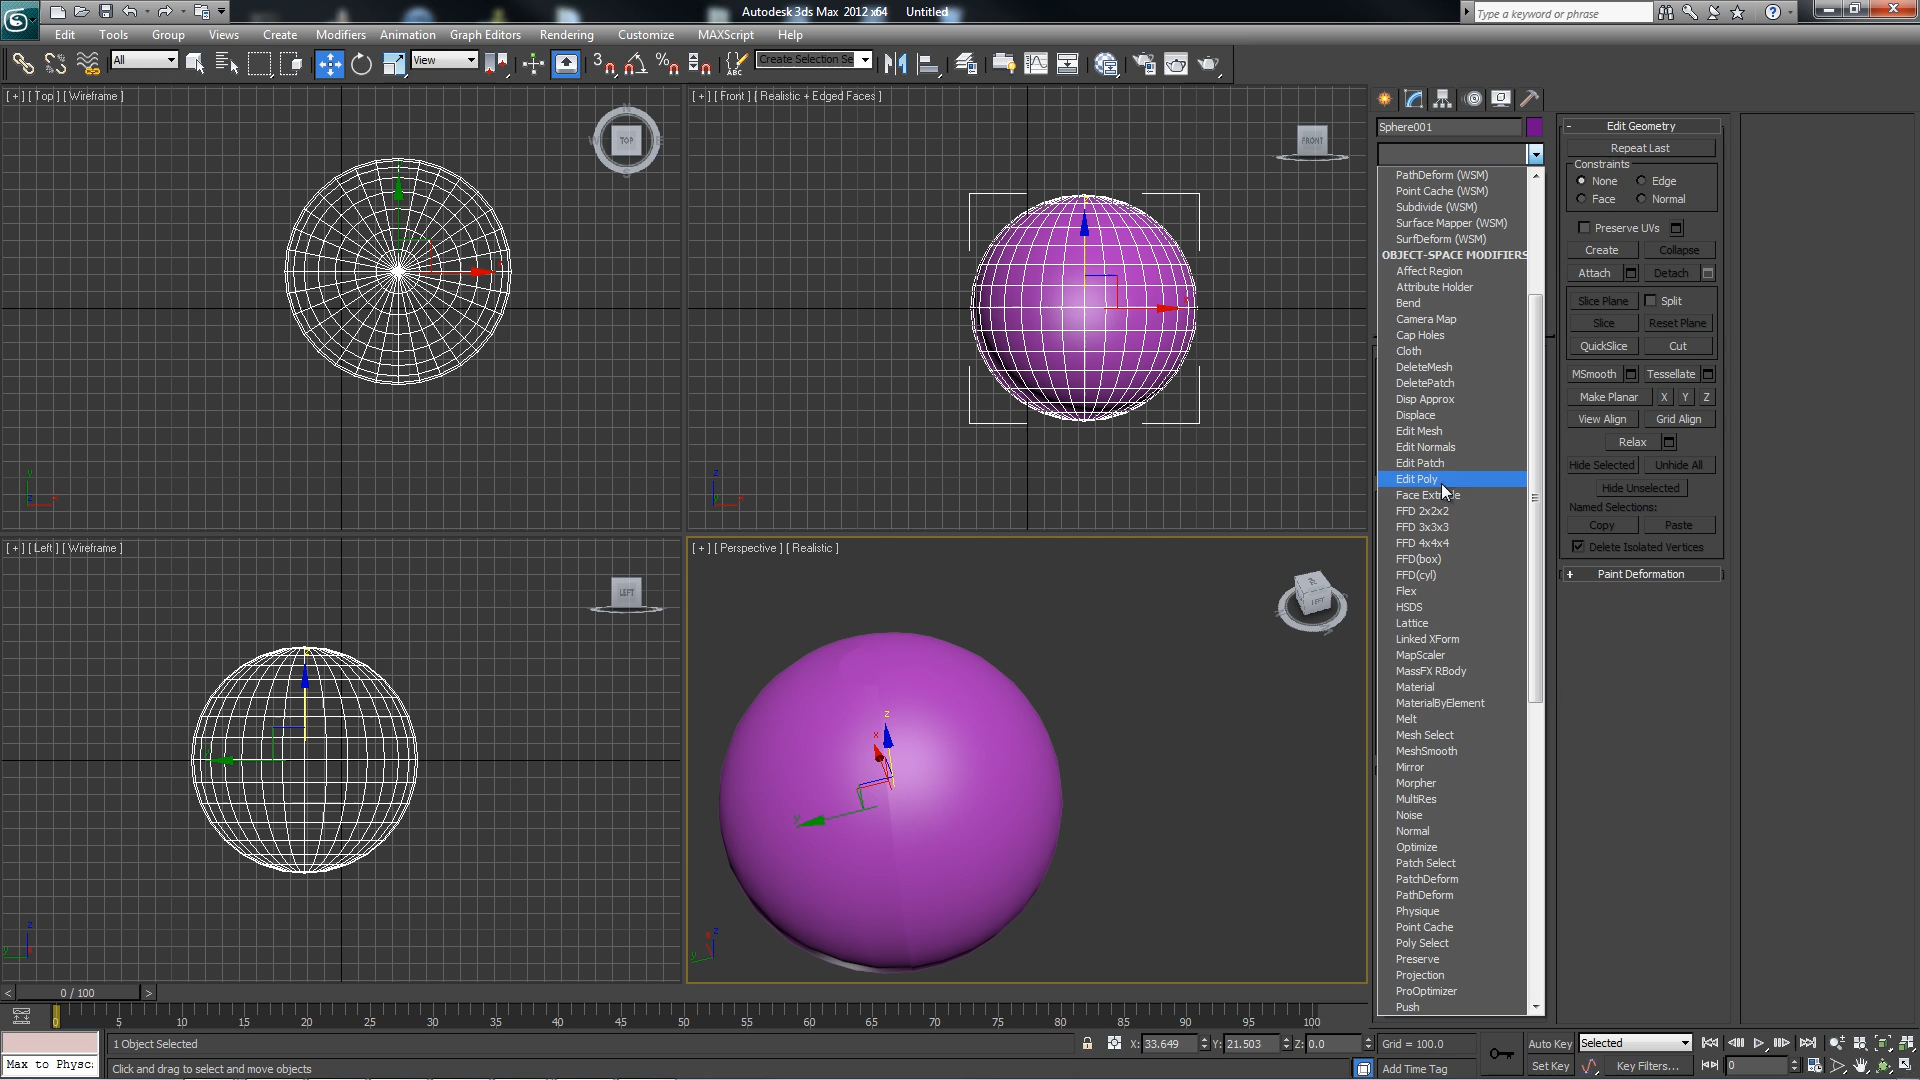 Autodesk 3ds Max 2012 x64 Untitled
Type a keyword or phrase
Edit Tools Group Views Create Modifiers Animation Graph Editors Rendering Customize MAXScript Help
All
View
3
ABC
Create Selection Se
[ + ] [ Top ] [ Wireframe ]
TOP
[ + ] [ Front ] [ Realistic + Edged Faces ]
FRONT
[ + ] [ Left ] [ Wireframe ]
LEFT
[ + ] [ Perspective ] [ Realistic ]
LEFT
Sphere001
PathDeform (WSM)
Point Cache (WSM)
Subdivide (WSM)
Surface Mapper (WSM)
SurfDeform (WSM)
OBJECT-SPACE MODIFIERS
Affect Region
Attribute Holder
Bend
Camera Map
Cap Holes
Cloth
DeleteMesh
DeletePatch
Disp Approx
Displace
Edit Mesh
Edit Normals
Edit Patch
Edit Poly
Face Extrude
FFD 2x2x2
FFD 3x3x3
FFD 4x4x4
FFD(box)
FFD(cyl)
Flex
HSDS
Lattice
Linked XForm
MapScaler
MassFX RBody
Material
MaterialByElement
Melt
Mesh Select
MeshSmooth
Mirror
Morpher
MultiRes
Noise
Normal
Optimize
Patch Select
PatchDeform
PathDeform
Physique
Point Cache
Poly Select
Preserve
Projection
ProOptimizer
Push
- Edit Geometry
Repeat Last
Constraints
None Edge
Face Normal
Preserve UVs
Create Collapse
Attach Detach
Slice Plane Split
Slice Reset Plane
QuickSlice Cut
MSmooth Tessellate
Make Planar X Y Z
View Align Grid Align
Relax
Hide Selected Unhide All
Hide Unselected
Named Selections:
Copy Paste
Delete Isolated Vertices
+ Paint Deformation
< 0 / 100 >
0 5 10 15 20 25 30 35 40 45 50 55 60 65 70 75 80 85 90 95 100
1 Object Selected
X: 33.649 Y: 21.503 Z: 0.0 Grid = 100.0
Auto Key Selected
Max to Physc:
Click and drag to select and move objects
Add Time Tag
Set Key Key Filters... 0